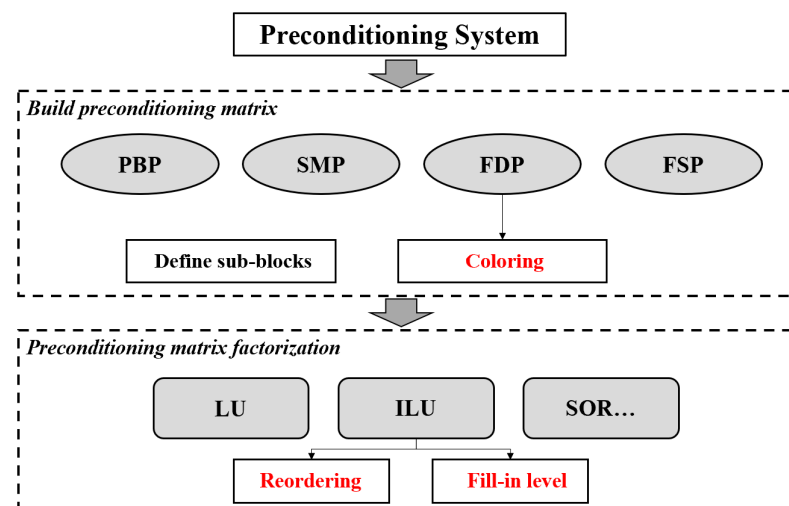 Preconditioning System
Build preconditioning matrix
PBP SMP FDP FSP
Define sub-blocks Coloring
Preconditioning matrix factorization
LU ILU SOR…
Reordering Fill-in level